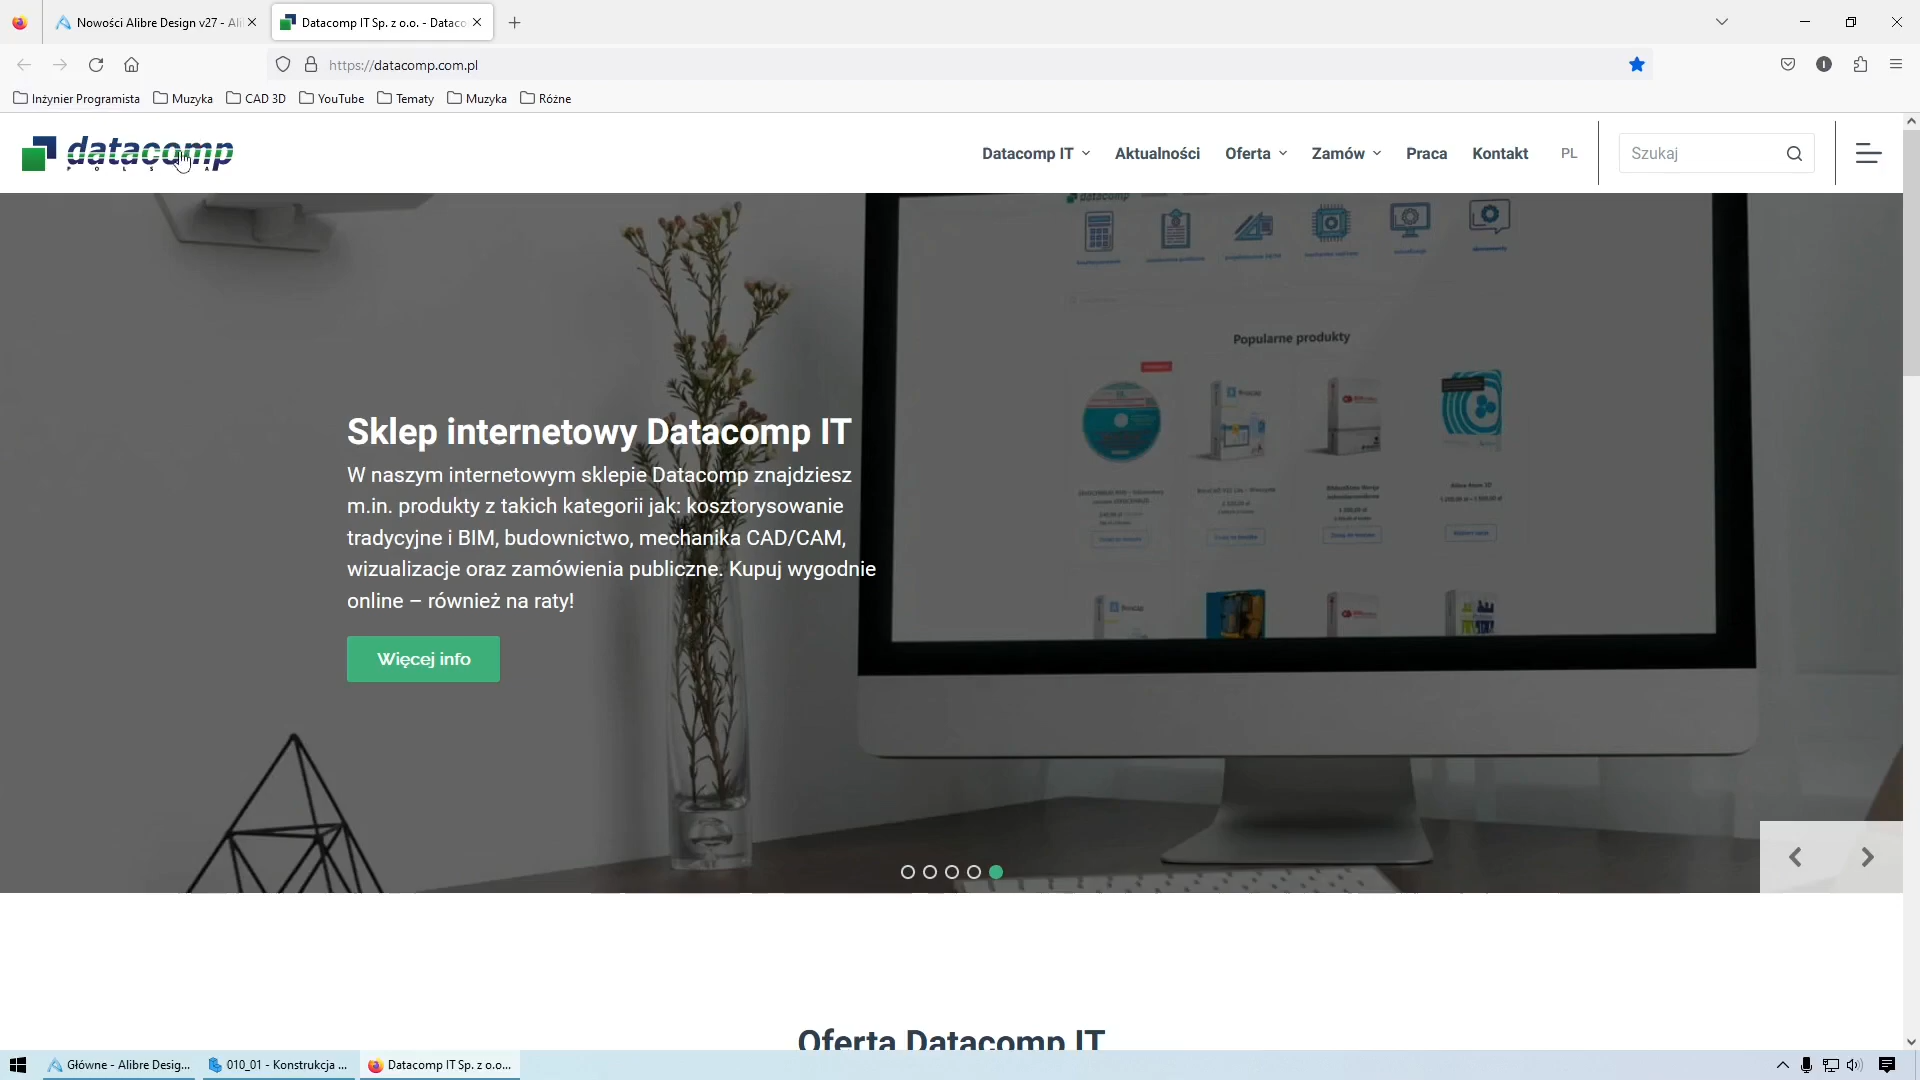 Nowości Alibre Design v27 - Ali
Datacomp IT Sp. z o.o. - Dataco
https://datacomp.com.pl
Inżynier Programista
Muzyka
CAD 3D
YouTube
Tematy
Muzyka
Różne
datacomp
POLSKA
Datacomp IT
Aktualności
Oferta
Zamów
Praca
Kontakt
PL
Szukaj
datacomp
Popularne produkty
Sklep internetowy Datacomp IT
W naszym internetowym sklepie Datacomp znajdziesz
m.in. produkty z takich kategorii jak: kosztorysowanie
tradycyjne i BIM, budownictwo, mechanika CAD/CAM,
wizualizacje oraz zamówienia publiczne. Kupuj wygodnie
online – również na raty!
Więcej info
Oferta Datacomp IT
Główne - Alibre Desig...
010_01 - Konstrukcja ...
Datacomp IT Sp. z o.o...